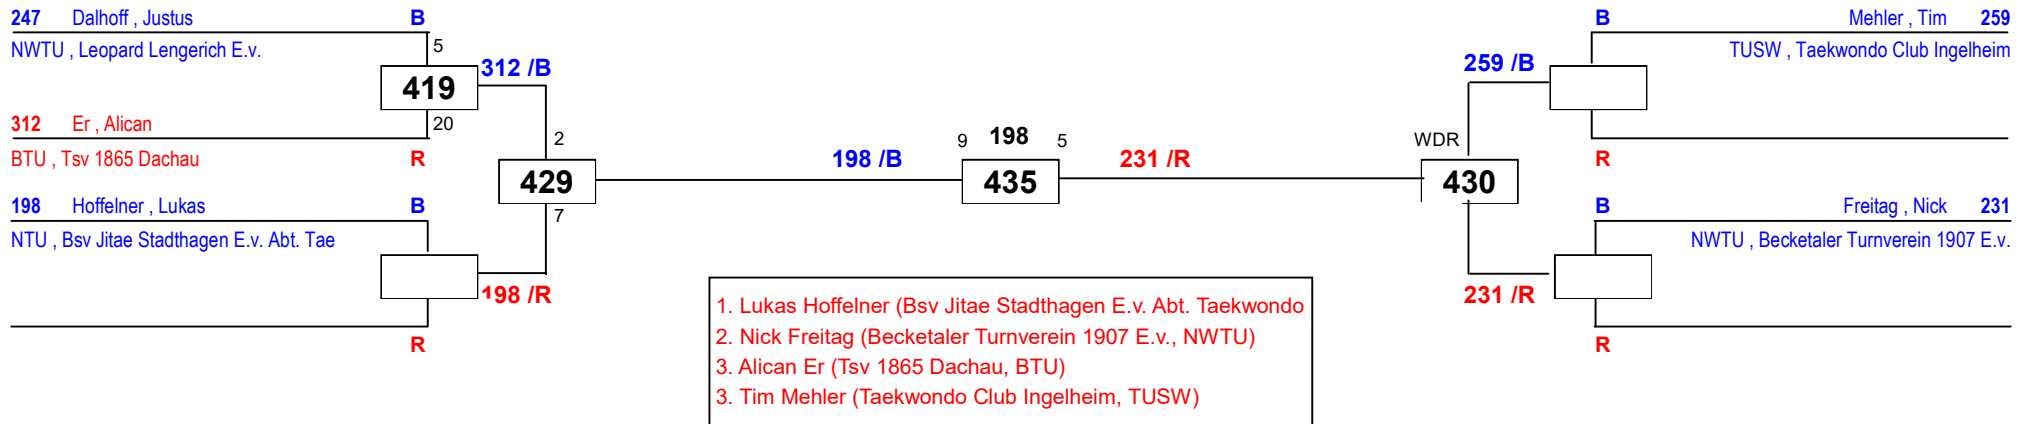 247 Dalhoff , Justus B
NWTU , Leopard Lengerich E.v.
5
419
312 /B
20
312 Er , Alican
BTU , Tsv 1865 Dachau R
198 Hoffelner , Lukas B
NTU , Bsv Jitae Stadthagen E.v. Abt. Tae
198 /R
R
2
429
7
198 /B
9 198 5
435
231 /R
WDR
430
259 /B
231 /R
B Mehler , Tim 259
TUSW , Taekwondo Club Ingelheim
R
B Freitag , Nick 231
NWTU , Becketaler Turnverein 1907 E.v.
R
1. Lukas Hoffelner (Bsv Jitae Stadthagen E.v. Abt. Taekwondo
2. Nick Freitag (Becketaler Turnverein 1907 E.v., NWTU)
3. Alican Er (Tsv 1865 Dachau, BTU)
3. Tim Mehler (Taekwondo Club Ingelheim, TUSW)